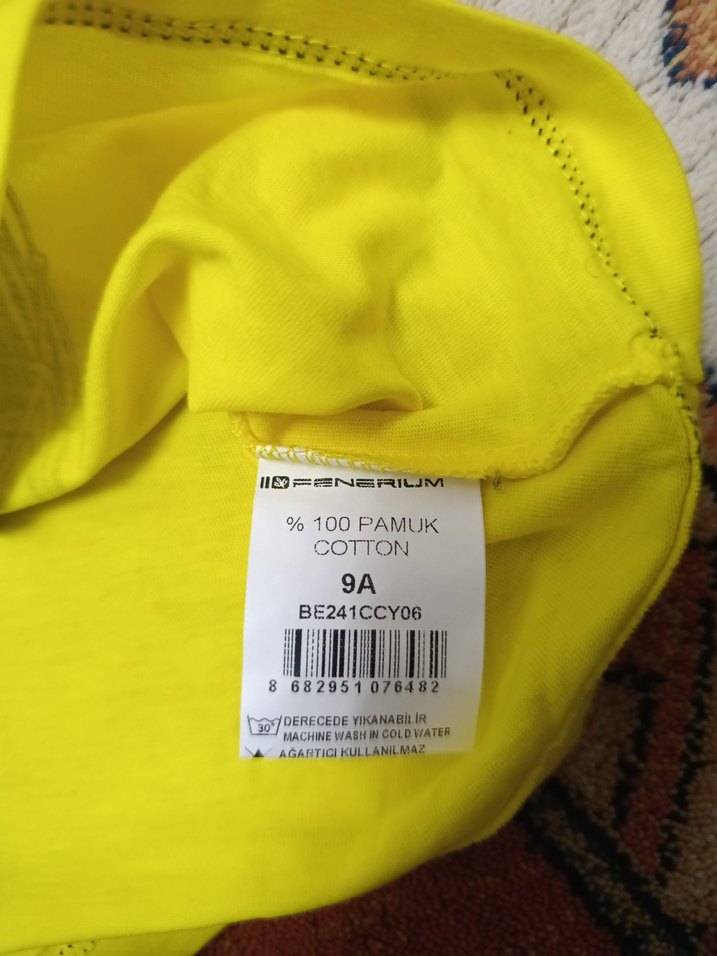 FENERIUM
% 100 PAMUK
COTTON
9A
BE241CCY06
8 682951 076482
30° DERECEDE YIKANABİLİR
MACHINE WASH IN COLD WATER
AĞARTICI KULLANILMAZ